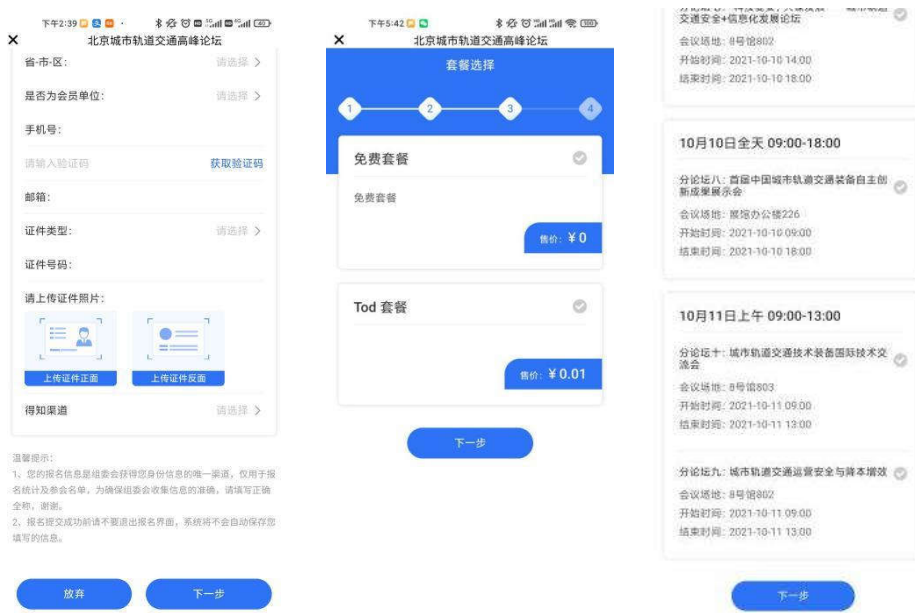 下午2:39
北京城市轨道交通高峰论坛
省-市-区：
请选择
是否为会员单位：
请选择
手机号：
请输入验证码
获取验证码
邮箱：
证件类型：
请选择
证件号码：
请上传证件照片：
上传证件正面
上传证件反面
得知渠道
请选择
温馨提示：
1、您的报名信息是组委会获得您身份信息的唯一渠道，仅用于报
名统计及参会名单，为确保组委会收集信息的准确，请填写正确
全称，谢谢。
2、报名提交成功前请不要退出报名界面，系统将不会自动保存您
填写的信息。
放弃
下一步
下午5:42
北京城市轨道交通高峰论坛
套餐选择
1
2
3
4
免费套餐
免费套餐
售价：¥0
Tod 套餐
售价：¥0.01
下一步
交通安全+信息化发展论坛
会议场地：8号馆802
开始时间：2021-10-10 14:00
结束时间：2021-10-10 18:00
10月10日全天 09:00-18:00
分论坛八：首届中国城市轨道交通装备自主创
新成果展示会
会议场地：展馆办公楼226
开始时间：2021-10-10 09:00
结束时间：2021-10-10 18:00
10月11日上午 09:00-13:00
分论坛十：城市轨道交通技术装备国际技术交
流会
会议场地：8号馆803
开始时间：2021-10-11 09:00
结束时间：2021-10-11 13:00
分论坛九：城市轨道交通运营安全与降本增效
会议场地：8号馆802
开始时间：2021-10-11 09:00
结束时间：2021-10-11 13:00
下一步